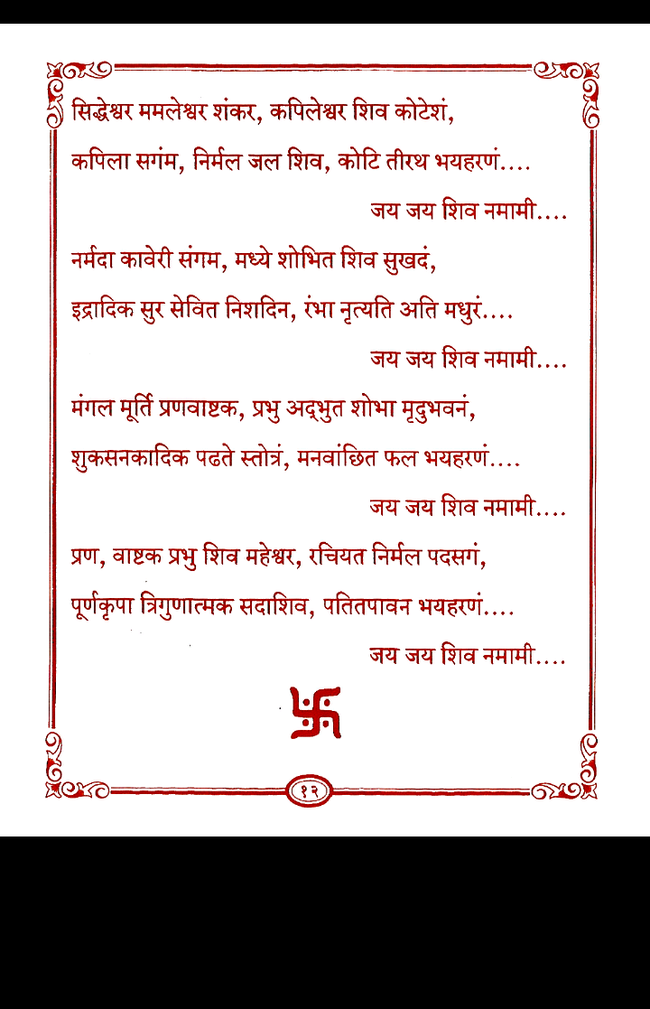 सिद्धेश्वर ममलेश्वर शंकर, कपिलेश्वर शिव कोटेशं,
कपिला सगंम, निर्मल जल शिव, कोटि तीरथ भयहरणं....
जय जय शिव नमामी....
नर्मदा कावेरी संगम, मध्ये शोभित शिव सुखदं,
इद्रादिक सुर सेवित निशदिन, रंभा नृत्यति अति मधुरं....
जय जय शिव नमामी....
मंगल मूर्ति प्रणवाष्टक, प्रभु अद्‌भुत शोभा मृदुभवनं,
शुकसनकादिक पढते स्तोत्रं, मनवांछित फल भयहरणं....
जय जय शिव नमामी....
प्रण, वाष्टक प्रभु शिव महेश्वर, रचियत निर्मल पदसगं,
पूर्णकृपा त्रिगुणात्मक सदाशिव, पतितपावन भयहरणं....
जय जय शिव नमामी....
१२